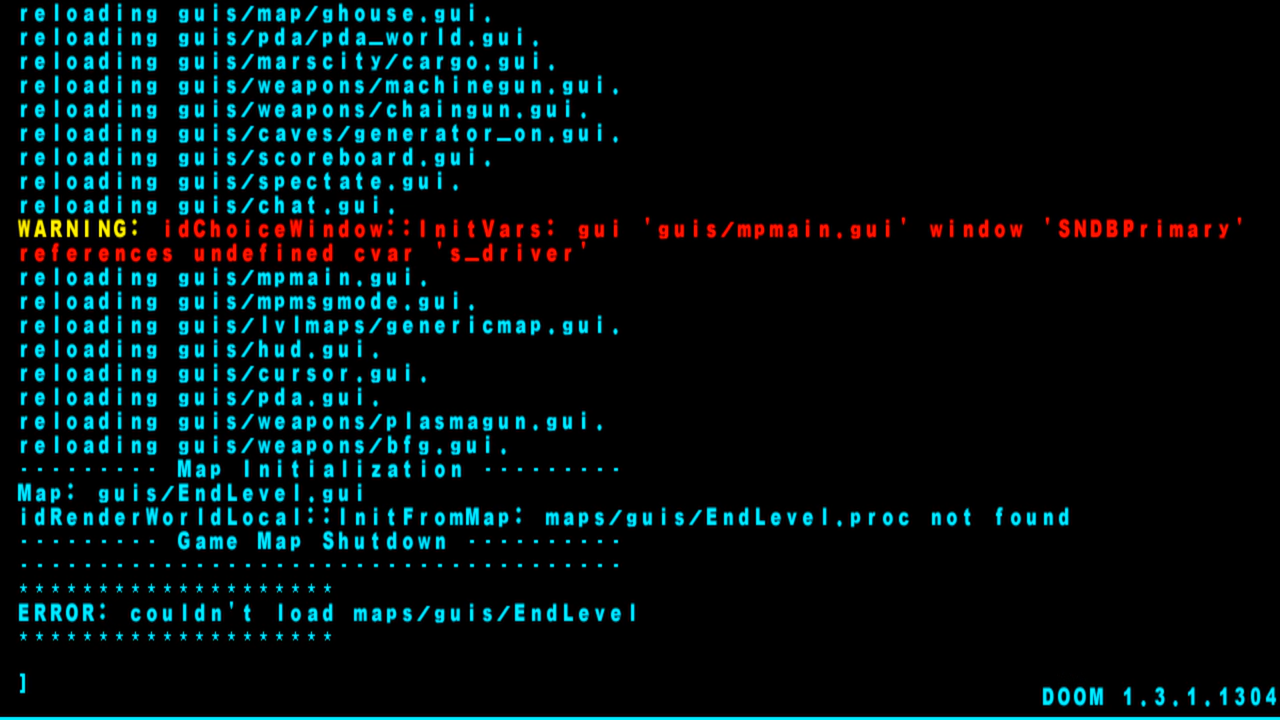 reloading guis/map/ghouse.gui.
reloading guis/pda/pda_world.gui.
reloading guis/marscity/cargo.gui.
reloading guis/weapons/machinegun.gui.
reloading guis/weapons/chaingun.gui.
reloading guis/caves/generator_on.gui.
reloading guis/scoreboard.gui.
reloading guis/spectate.gui.
reloading guis/chat.gui.
WARNING: idChoiceWindow::InitVars: gui 'guis/mpmain.gui' window 'SNDBPrimary'
references undefined cvar 's_driver'
reloading guis/mpmain.gui.
reloading guis/mpmsgmode.gui.
reloading guis/lvlmaps/genericmap.gui.
reloading guis/hud.gui.
reloading guis/cursor.gui.
reloading guis/pda.gui.
reloading guis/weapons/plasmagun.gui.
reloading guis/weapons/bfg.gui.
--------- Map Initialization ---------
Map: guis/EndLevel.gui
idRenderWorldLocal::InitFromMap: maps/guis/EndLevel.proc not found
--------- Game Map Shutdown ----------
--------------------------------------
********************
ERROR: couldn't load maps/guis/EndLevel
********************
]
DOOM 1.3.1.1304